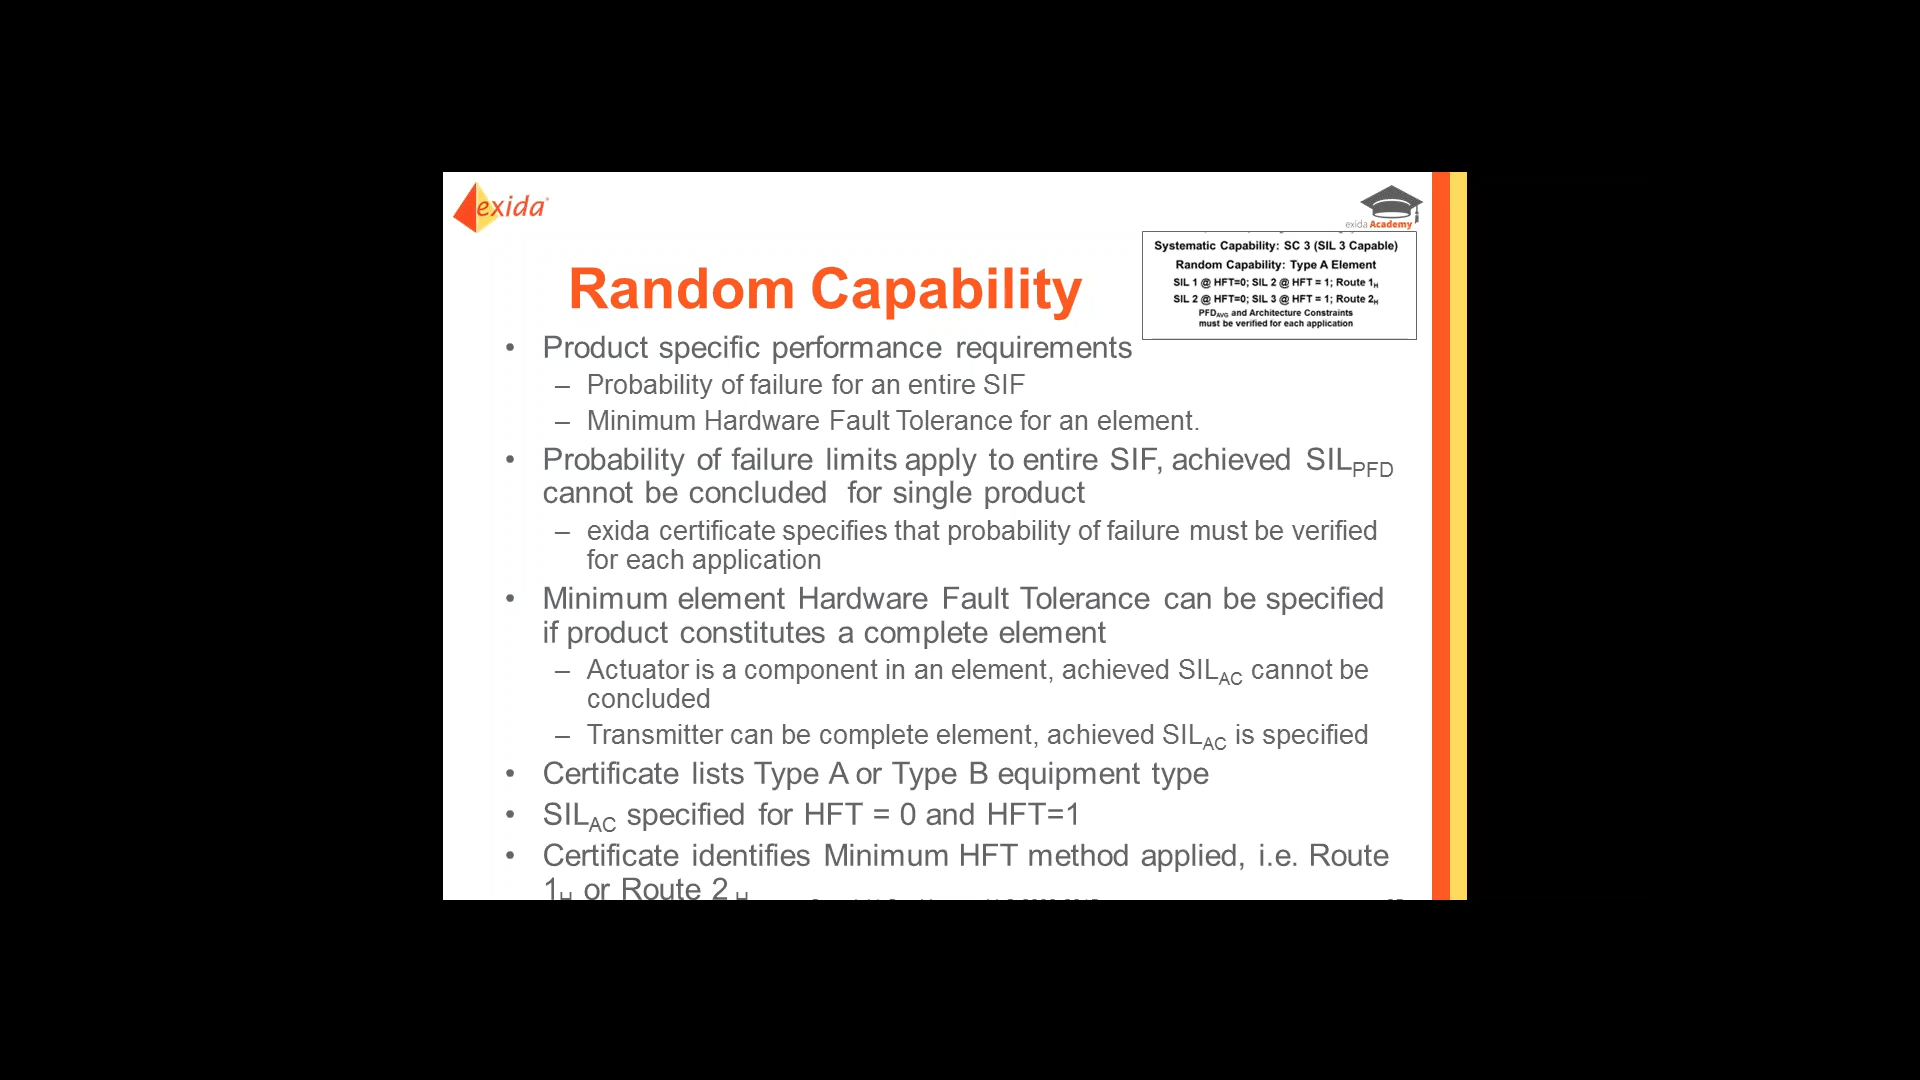 exida
exida Academy
Systematic Capability: SC 3 (SIL 3 Capable)
Random Capability: Type A Element
SIL 1 @ HFT=0; SIL 2 @ HFT = 1; Route 1H
SIL 2 @ HFT=0; SIL 3 @ HFT = 1; Route 2H
PFDAVG and Architecture Constraints
must be verified for each application
Random Capability
• Product specific performance requirements
– Probability of failure for an entire SIF
– Minimum Hardware Fault Tolerance for an element.
• Probability of failure limits apply to entire SIF, achieved SILPFD
cannot be concluded for single product
– exida certificate specifies that probability of failure must be verified
for each application
• Minimum element Hardware Fault Tolerance can be specified
if product constitutes a complete element
– Actuator is a component in an element, achieved SILAC cannot be
concluded
– Transmitter can be complete element, achieved SILAC is specified
• Certificate lists Type A or Type B equipment type
• SILAC specified for HFT = 0 and HFT=1
• Certificate identifies Minimum HFT method applied, i.e. Route
1H or Route 2 H